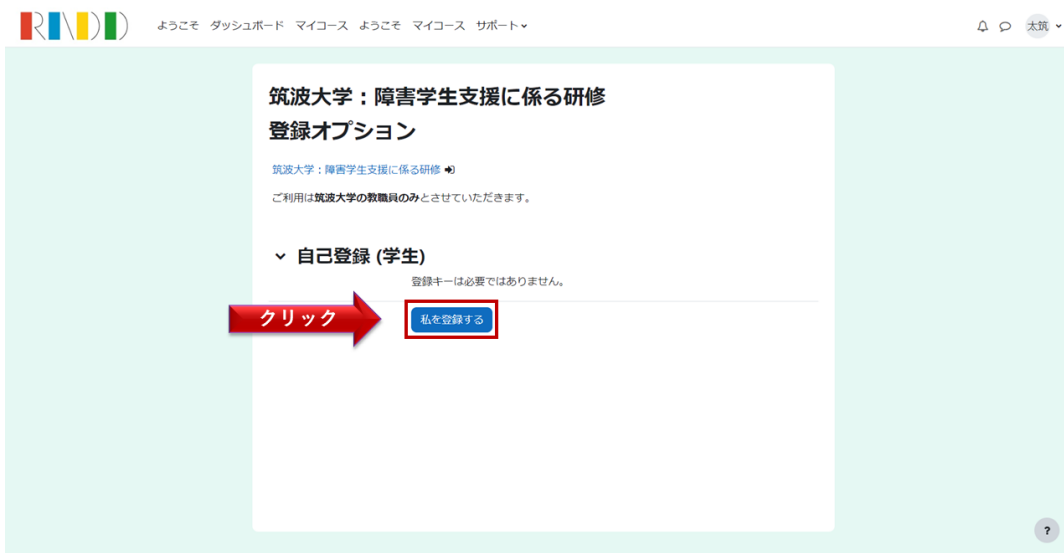 RINDD
ようこそ ダッシュボード マイコース ようこそ マイコース サポート
太筑
筑波大学：障害学生支援に係る研修
登録オプション
筑波大学：障害学生支援に係る研修
ご利用は筑波大学の教職員のみとさせていただきます。
自己登録 (学生)
登録キーは必要ではありません。
クリック
私を登録する
?